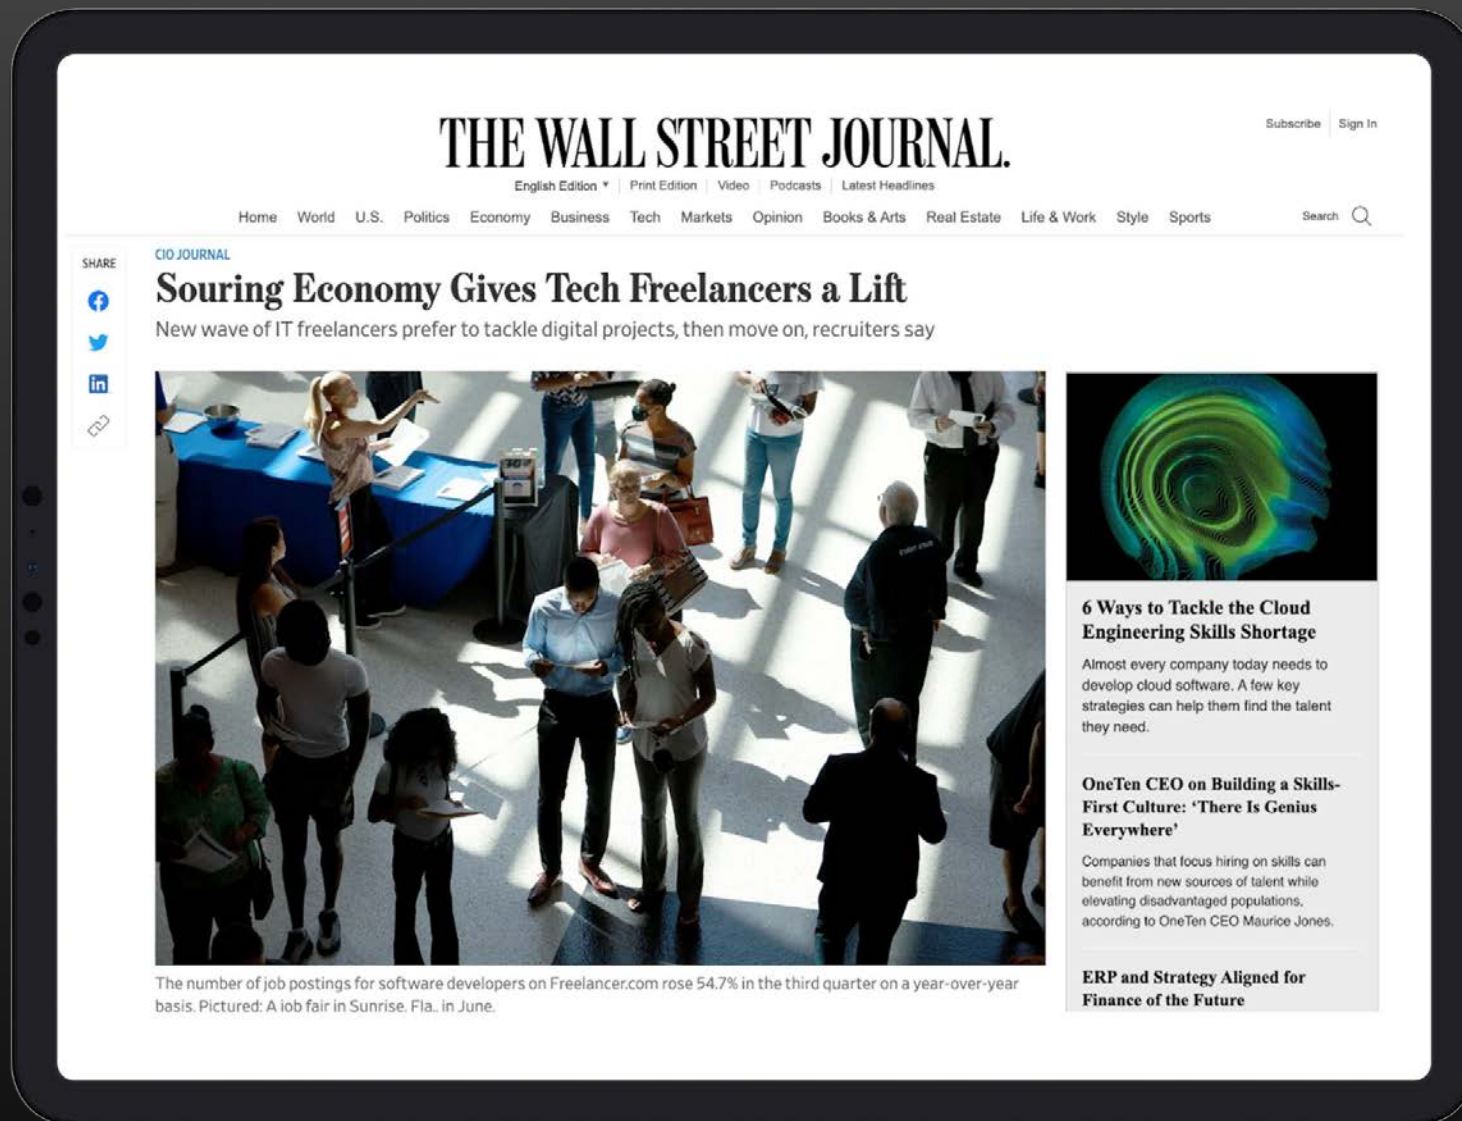 THE WALL STREET JOURNAL.
Subscribe Sign In
English Edition Print Edition Video Podcasts Latest Headlines
Home World U.S. Politics Economy Business Tech Markets Opinion Books & Arts Real Estate Life & Work Style Sports Search
SHARE
CIO JOURNAL
Souring Economy Gives Tech Freelancers a Lift
New wave of IT freelancers prefer to tackle digital projects, then move on, recruiters say
The number of job postings for software developers on Freelancer.com rose 54.7% in the third quarter on a year-over-year
basis. Pictured: A job fair in Sunrise, Fla., in June.
6 Ways to Tackle the Cloud
Engineering Skills Shortage
Almost every company today needs to
develop cloud software. A few key
strategies can help them find the talent
they need.
OneTen CEO on Building a Skills-
First Culture: ‘There Is Genius
Everywhere’
Companies that focus hiring on skills can
benefit from new sources of talent while
elevating disadvantaged populations,
according to OneTen CEO Maurice Jones.
ERP and Strategy Aligned for
Finance of the Future